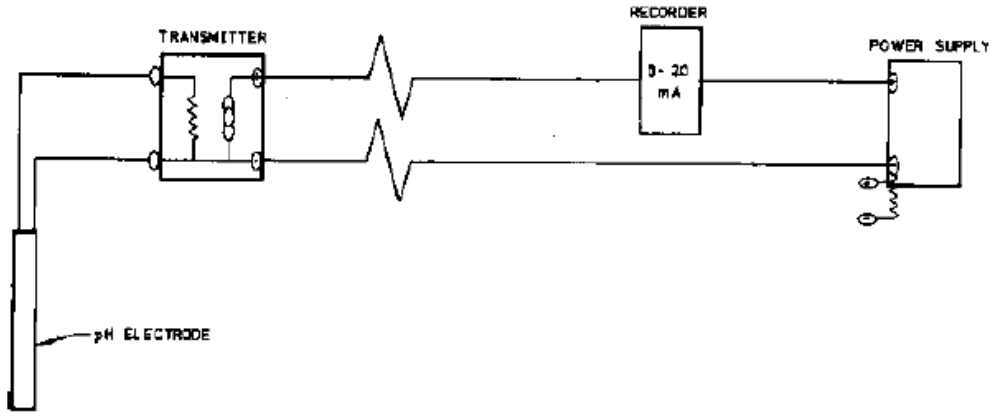 RECORDER
TRANSMITTER
POWER SUPPLY
mA
pH ELECTRODE